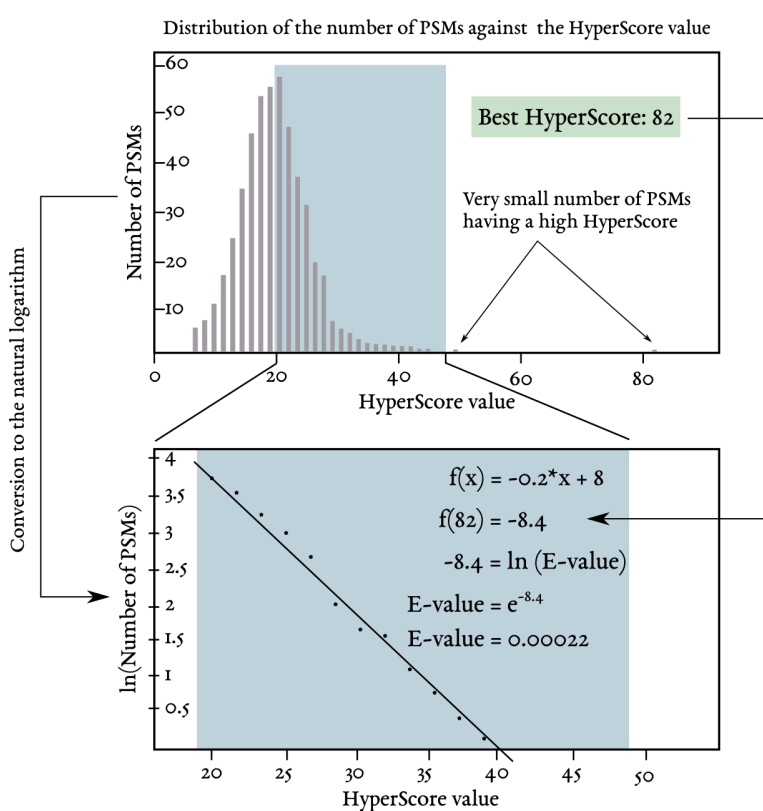 Distribution of the number of PSMs against the HyperScore value
60
50
40
30
20
10
Number of PSMs
Best HyperScore: 82
Very small number of PSMs
having a high HyperScore
0
20
40
60
80
HyperScore value
Conversion to the natural logarithm
4
3.5
3
2.5
2
1.5
1
0.5
ln(Number of PSMs)
f(x) = -0.2*x + 8
f(82) = -8.4
-8.4 = ln (E-value)
E-value = e^-8.4
E-value = 0.00022
20
25
30
35
40
45
50
HyperScore value